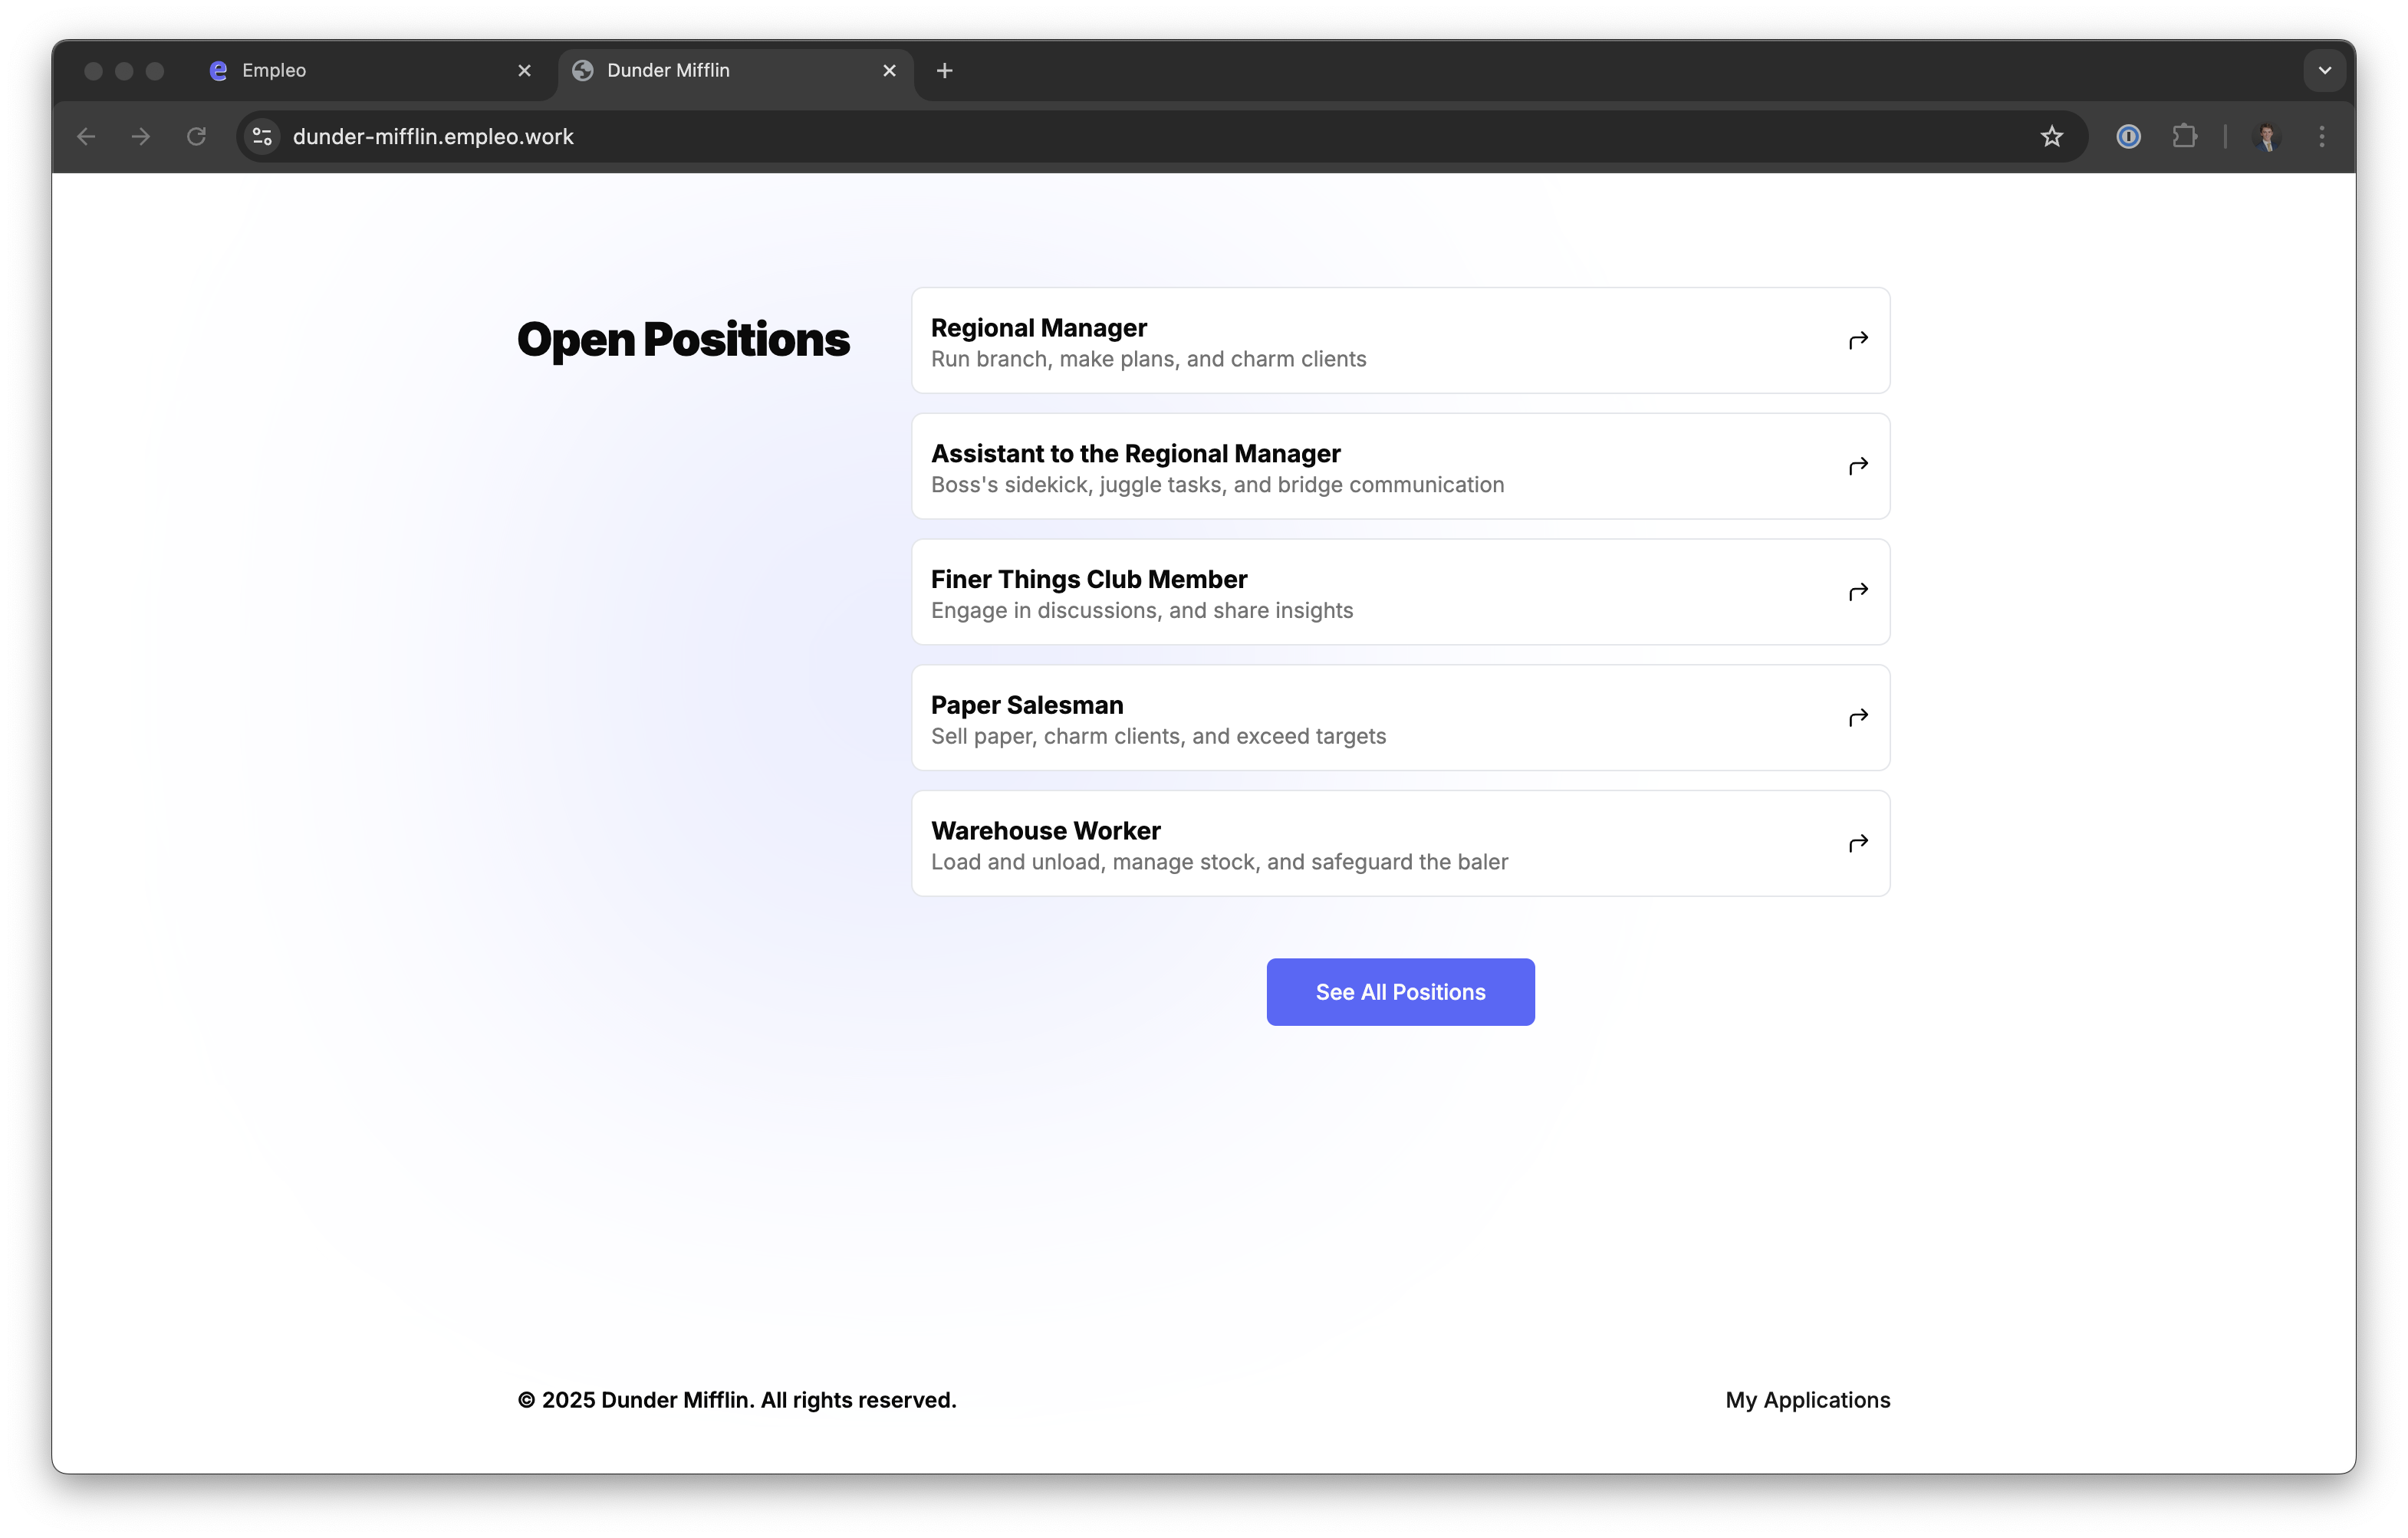 Empleo
Dunder Mifflin
dunder-mifflin.empleo.work
Open Positions
Regional Manager
Run branch, make plans, and charm clients
Assistant to the Regional Manager
Boss's sidekick, juggle tasks, and bridge communication
Finer Things Club Member
Engage in discussions, and share insights
Paper Salesman
Sell paper, charm clients, and exceed targets
Warehouse Worker
Load and unload, manage stock, and safeguard the baler
See All Positions
© 2025 Dunder Mifflin. All rights reserved.
My Applications